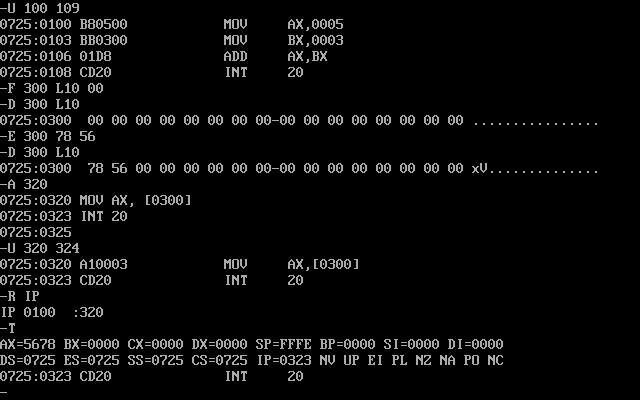 -U 100 109
0725:0100 B80500            MOV     AX,0005
0725:0103 BB0300            MOV     BX,0003
0725:0106 01D8              ADD     AX,BX
0725:0108 CD20              INT     20
-F 300 L10 00
-D 300 L10
0725:0300  00 00 00 00 00 00 00 00-00 00 00 00 00 00 00 00 ................
-E 300 78 56
-D 300 L10
0725:0300  78 56 00 00 00 00 00 00-00 00 00 00 00 00 00 00 xV..............
-A 320
0725:0320 MOV AX, [0300]
0725:0323 INT 20
0725:0325
-U 320 324
0725:0320 A10003            MOV     AX,[0300]
0725:0323 CD20              INT     20
-R IP
IP 0100  :320
-T
AX=5678 BX=0000 CX=0000 DX=0000 SP=FFFE BP=0000 SI=0000 DI=0000
DS=0725 ES=0725 SS=0725 CS=0725 IP=0323 NV UP EI PL NZ NA PO NC
0725:0323 CD20              INT     20
-